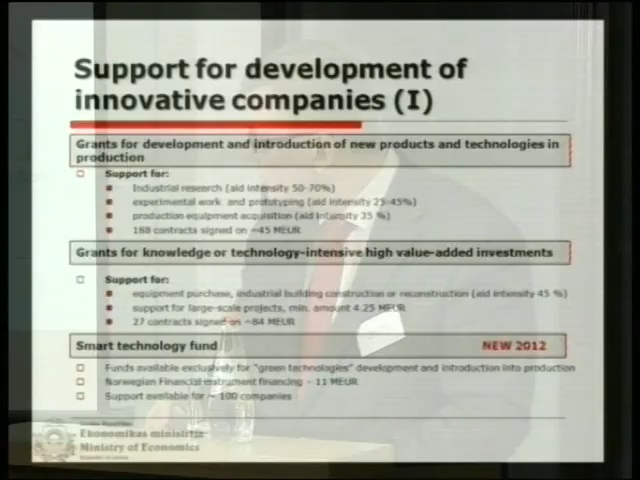 Support for development of
innovative companies (I)
Grants for development and introduction of new products and technologies in
production
Support for:
Industrial research (aid intensity 50-70%)
experimental work and prototyping (aid intensity 25-45%)
production equipment acquisition (aid intensity 35 %)
188 contracts signed on ~45 MEUR
Grants for knowledge or technology-intensive high value-added investments
Support for:
equipment purchase, industrial building construction or reconstruction (aid intensity 45 %)
support for large-scale projects, min. amount 4.25 MEUR
27 contracts signed on ~84 MEUR
Smart technology fund NEW 2012
Funds available exclusively for "green technologies" development and introduction into production
Norwegian Financial Instrument financing ~ 11 MEUR
Support available for ~ 100 companies
Ekonomikas ministrija
Ministry of Economics